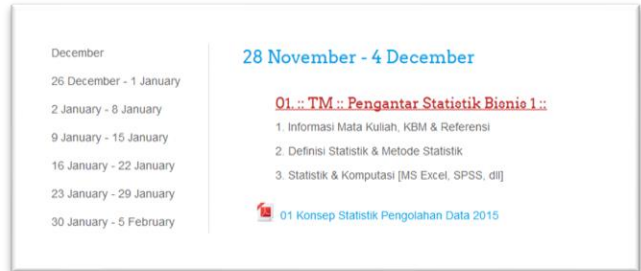 December
26 December - 1 January
2 January - 8 January
9 January - 15 January
16 January - 22 January
23 January - 29 January
30 January - 5 February
28 November - 4 December
01. :: TM :: Pengantar Statistik Bisnis 1 ::
1. Informasi Mata Kuliah, KBM & Referensi
2. Definisi Statistik & Metode Statistik
3. Statistik & Komputasi [MS Excel, SPSS, dll]
01 Konsep Statistik Pengolahan Data 2015